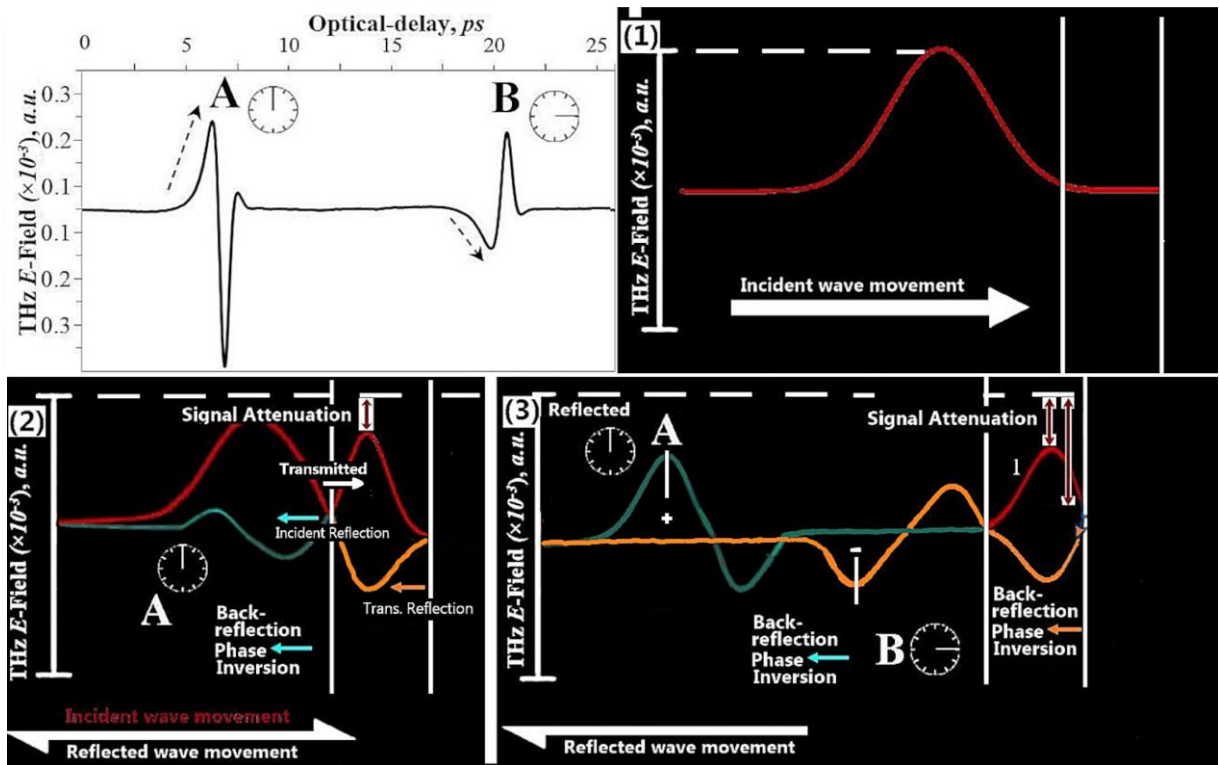 Optical-delay, ps
0 5 10 15 20 25
THz E-Field (×10⁻³), a.u.
0.3
0.2
0.1
0.1
0.2
0.3
A
B
(1)
THz E-Field (×10⁻³), a.u.
Incident wave movement
(2)
THz E-Field (×10⁻³), a.u.
Signal Attenuation
Transmitted
Incident Reflection
A
Trans. Reflection
Back-
reflection
Phase
Inversion
Incident wave movement
Reflected wave movement
(3)
THz E-Field (×10⁻³), a.u.
Reflected
A
+
Signal Attenuation
1
-
Back-
reflection
Phase
Inversion
B
Back-
reflection
Phase
Inversion
Reflected wave movement